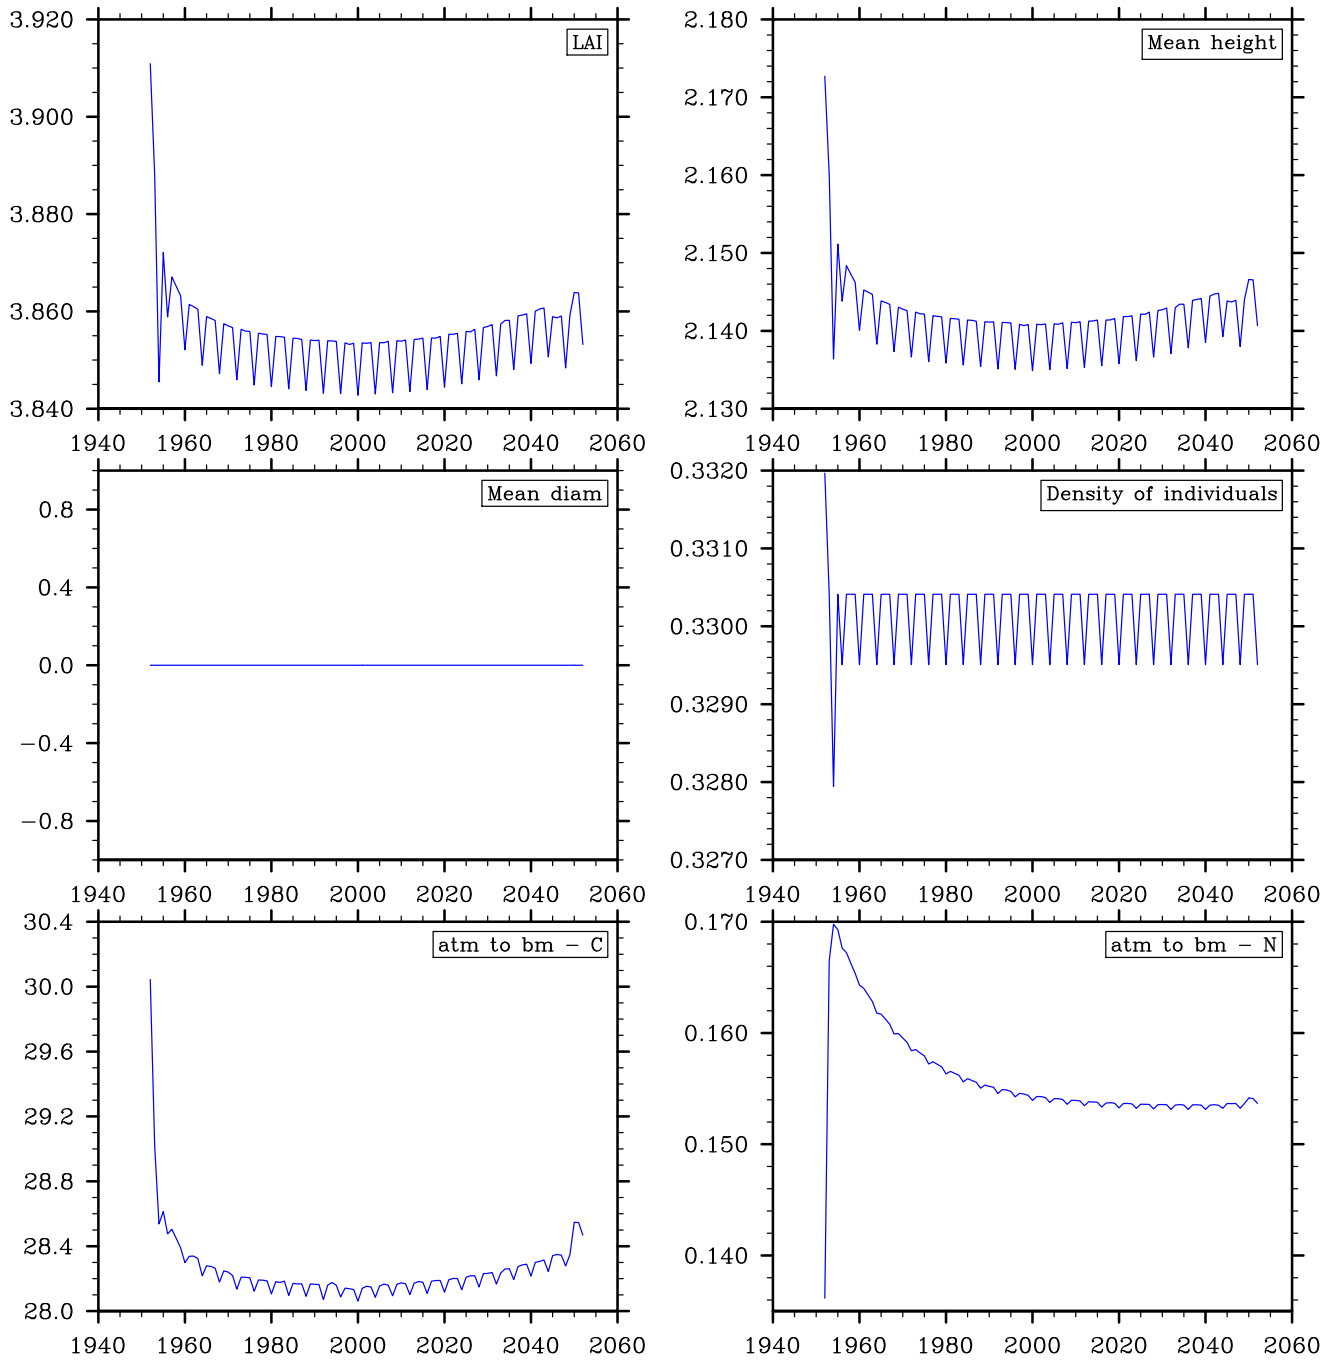 3.920
3.900
3.880
3.860
3.840
LAI
1940 1960 1980 2000 2020 2040 2060
2.180
2.170
2.160
2.150
2.140
2.130
Mean height
1940 1960 1980 2000 2020 2040 2060
0.8
0.4
0.0
−0.4
−0.8
Mean diam
1940 1960 1980 2000 2020 2040 2060
0.3320
0.3310
0.3300
0.3290
0.3280
0.3270
Density of individuals
1940 1960 1980 2000 2020 2040 2060
30.4
30.0
29.6
29.2
28.8
28.4
28.0
atm to bm − C
1940 1960 1980 2000 2020 2040 2060
0.170
0.160
0.150
0.140
atm to bm − N
1940 1960 1980 2000 2020 2040 2060